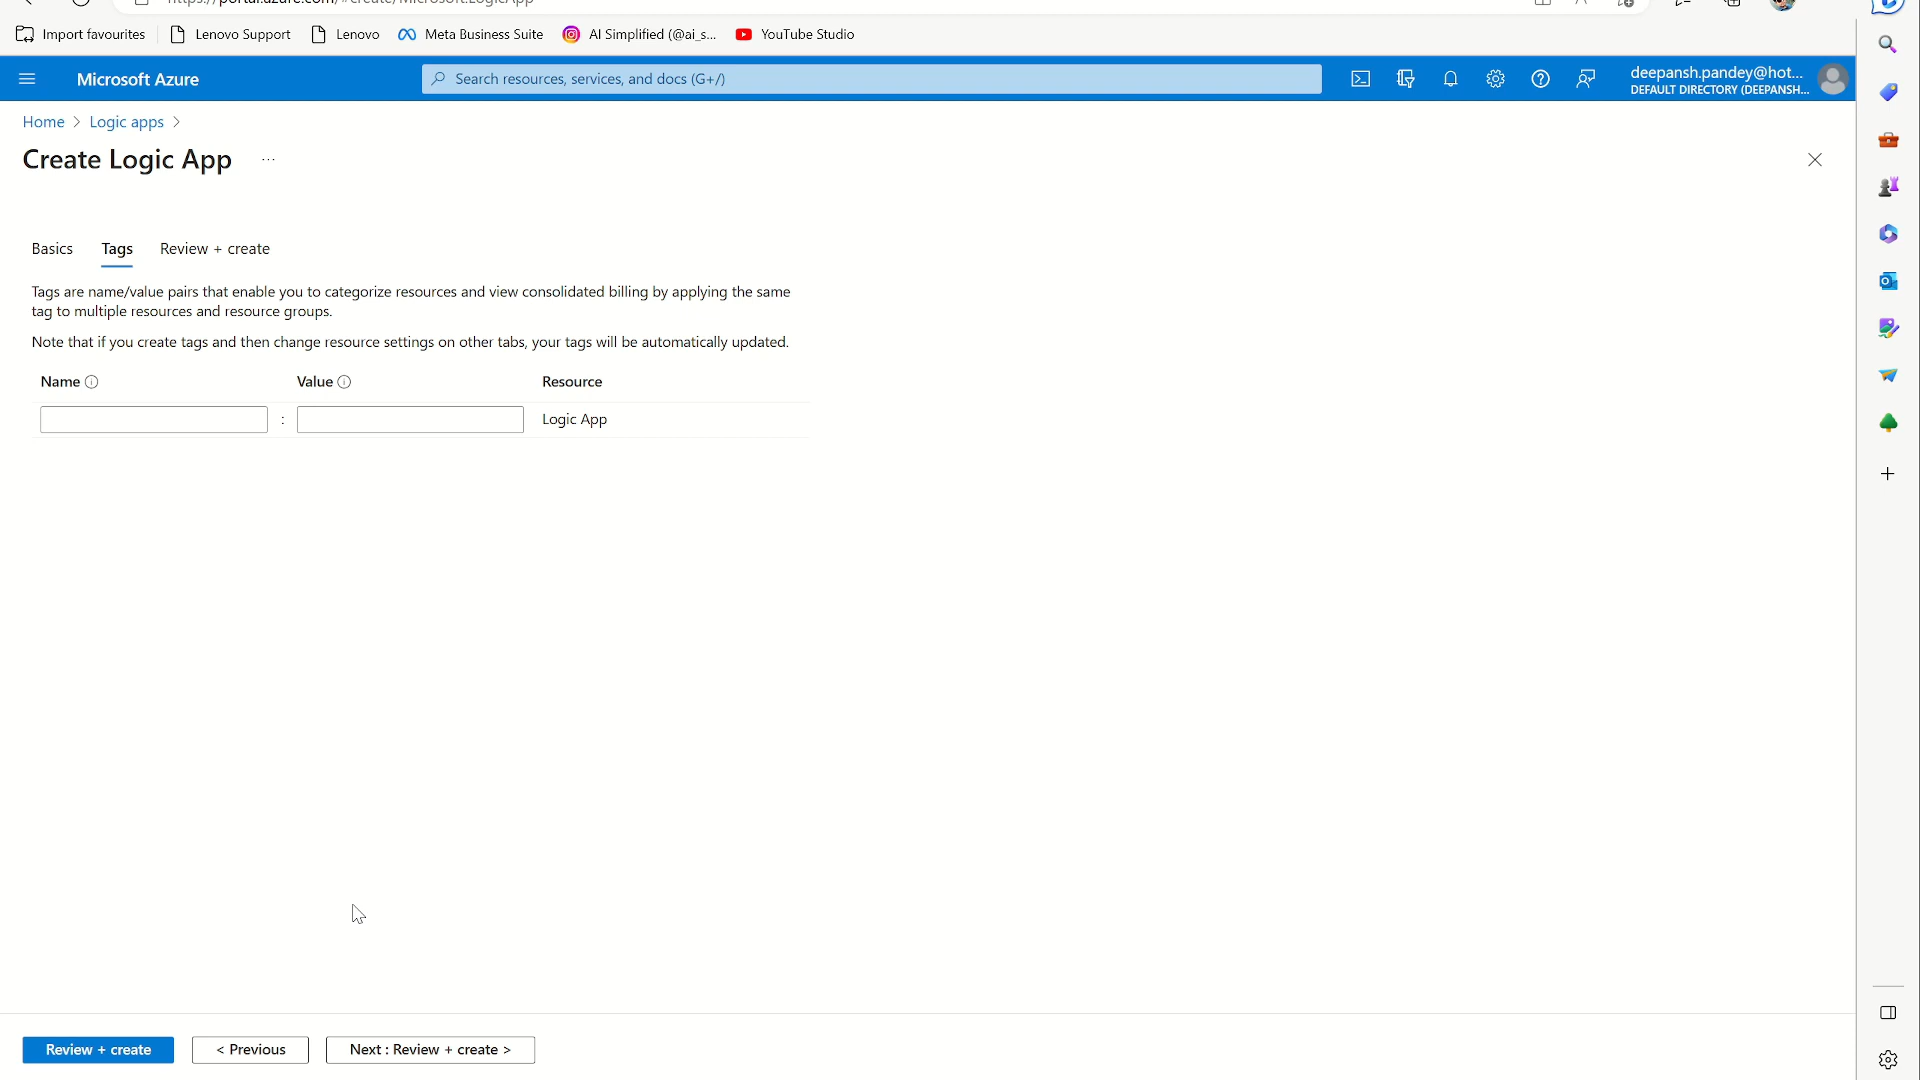 Import favourites
Lenovo Support
Lenovo
Meta Business Suite
AI Simplified (@ai_s...
YouTube Studio
Microsoft Azure
Search resources, services, and docs (G+/)
deepansh.pandey@hot...
DEFAULT DIRECTORY (DEEPANSH...
Home > Logic apps >
Create Logic App ...
Basics
Tags
Review + create
Tags are name/value pairs that enable you to categorize resources and view consolidated billing by applying the same
tag to multiple resources and resource groups.
Note that if you create tags and then change resource settings on other tabs, your tags will be automatically updated.
Name
Value
Resource
:
Logic App
Review + create
< Previous
Next : Review + create >